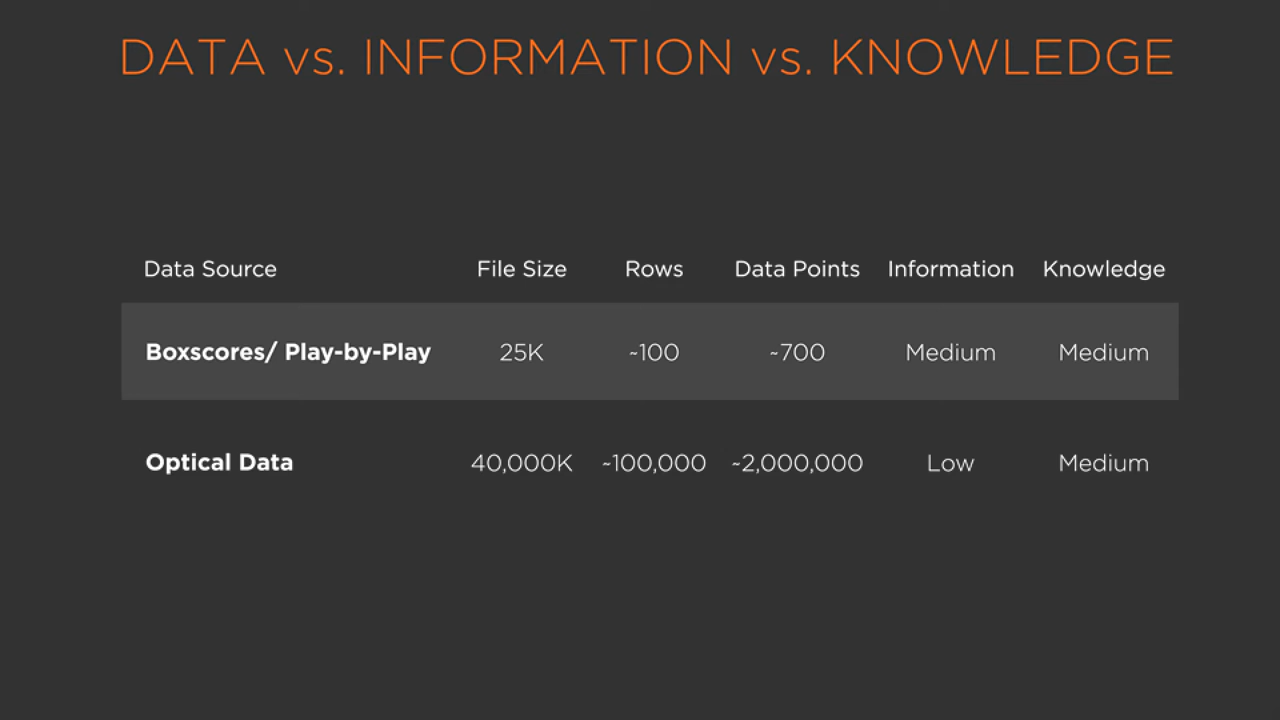 DATA vs. INFORMATION vs. KNOWLEDGE
Data Source File Size Rows Data Points Information Knowledge
Boxscores/ Play-by-Play 25K ~100 ~700 Medium Medium
Optical Data 40,000K ~100,000 ~2,000,000 Low Medium